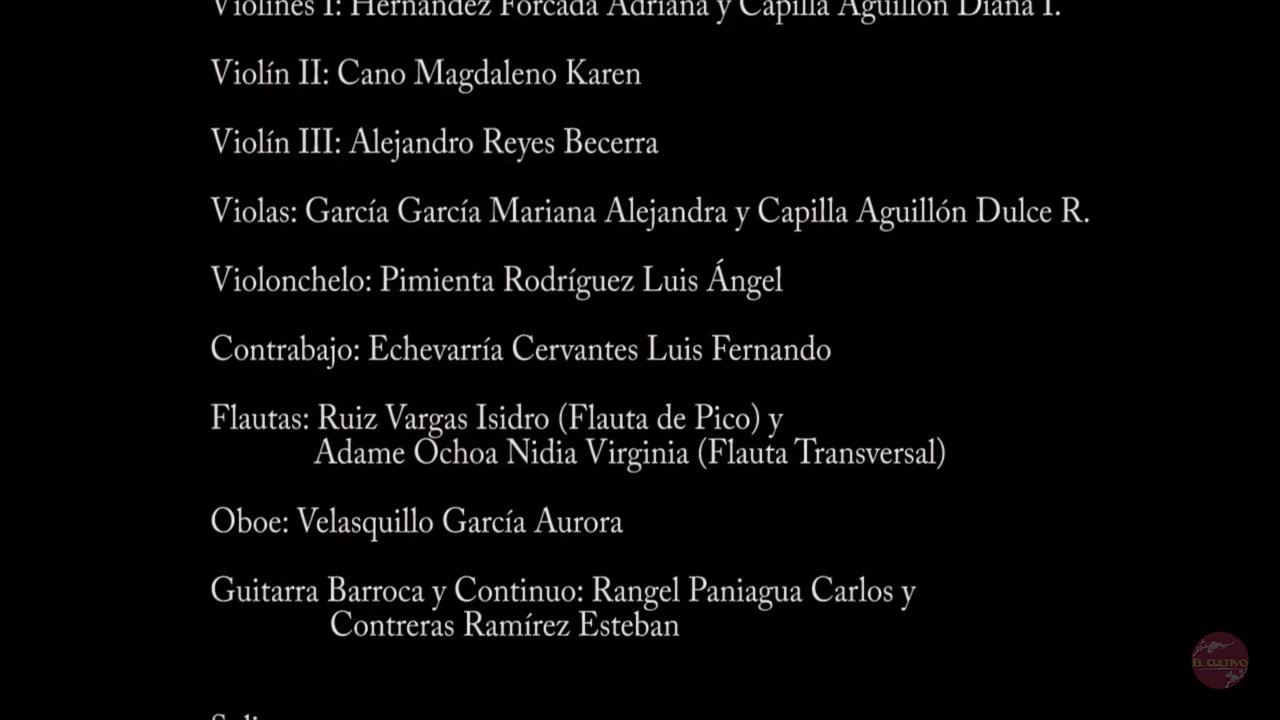 Violines I: Hernández Forcada Adriana y Capilla Aguillón Diana I.
Violín II: Cano Magdaleno Karen
Violín III: Alejandro Reyes Becerra
Violas: García García Mariana Alejandra y Capilla Aguillón Dulce R.
Violonchelo: Pimienta Rodríguez Luis Ángel
Contrabajo: Echevarría Cervantes Luis Fernando
Flautas: Ruiz Vargas Isidro (Flauta de Pico) y
Adame Ochoa Nidia Virginia (Flauta Transversal)
Oboe: Velasquillo García Aurora
Guitarra Barroca y Continuo: Rangel Paniagua Carlos y
Contreras Ramírez Esteban
EL CULTIVO